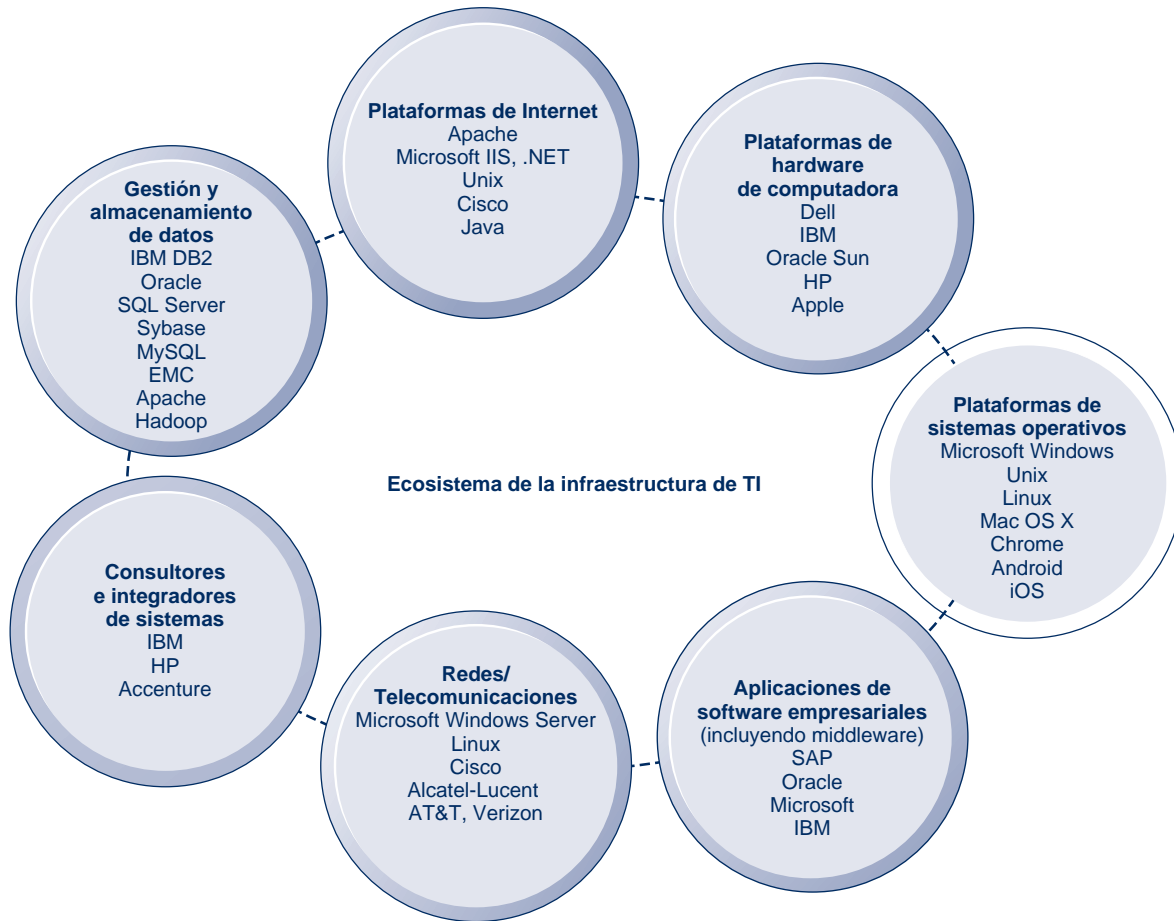 Plataformas de Internet
Apache
Microsoft IIS, .NET
Unix
Cisco
Java
Plataformas de
hardware
de computadora
Dell
IBM
Oracle Sun
HP
Apple
Gestión y
almacenamiento
de datos
IBM DB2
Oracle
SQL Server
Sybase
MySQL
EMC
Apache
Hadoop
Plataformas de
sistemas operativos
Microsoft Windows
Unix
Linux
Mac OS X
Chrome
Android
iOS
Ecosistema de la infraestructura de TI
Consultores
e integradores
de sistemas
IBM
HP
Accenture
Redes/
Telecomunicaciones
Microsoft Windows Server
Linux
Cisco
Alcatel-Lucent
AT&T, Verizon
Aplicaciones de
software empresariales
(incluyendo middleware)
SAP
Oracle
Microsoft
IBM